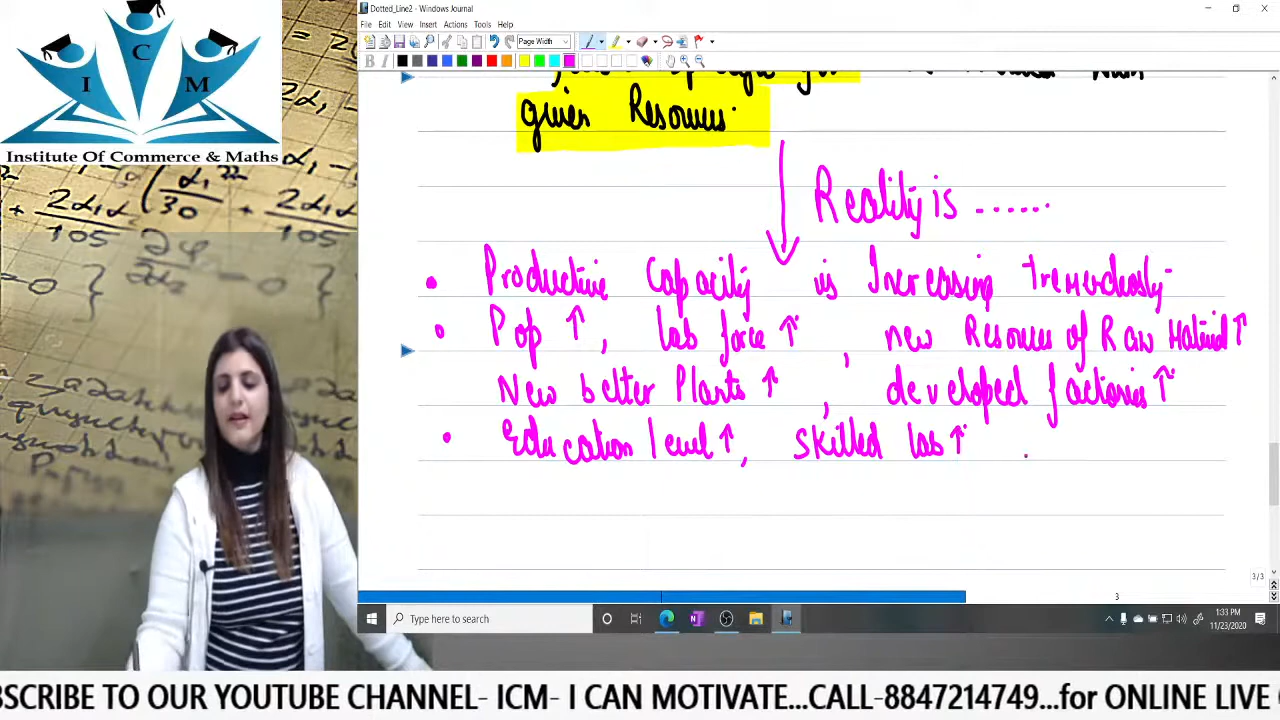 Dotted_Line2 - Windows Journal
File Edit View Insert Actions Tools Help
Page Width
B I
I C M
Institute Of Commerce & Maths
given Resources.
Reality is ......
• Productive Capacity is Increasing tremendously
• Pop ↑, lab force ↑, new Resources of Raw Material ↑
New better Plants ↑, developed factories ↑
• Education level ↑, skilled lab ↑
3/3
3
Type here to search
1:33 PM
11/23/2020
BSCRIBE TO OUR YOUTUBE CHANNEL- ICM- I CAN MOTIVATE...CALL-8847214749...for ONLINE LIVE